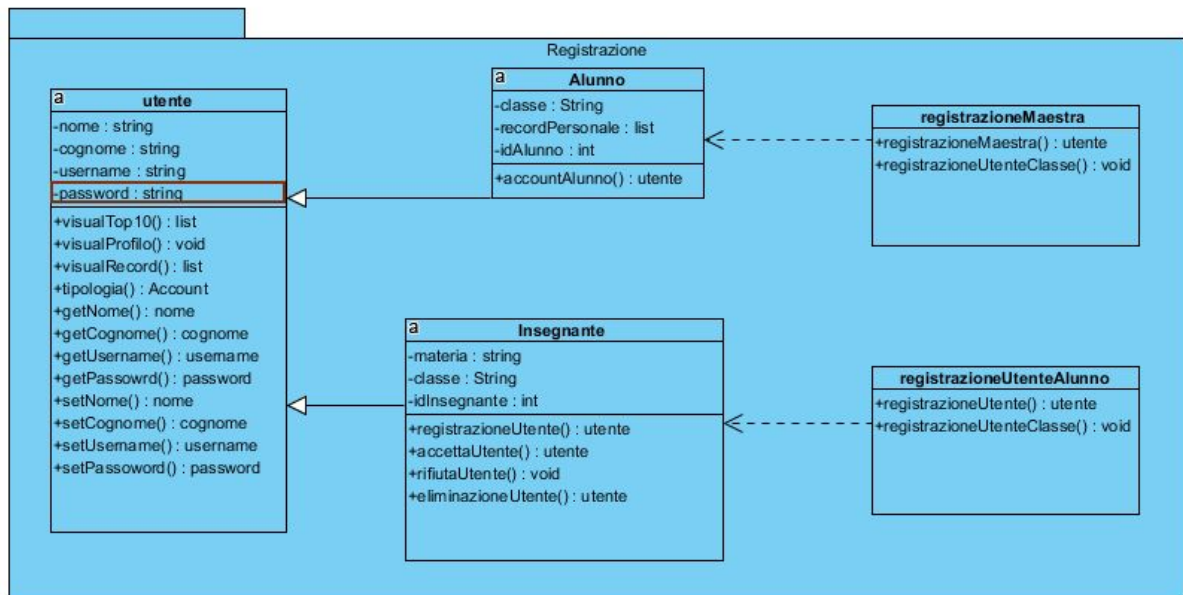 Registrazione
a
utente
-nome : string
-cognome : string
-username : string
-password : string
+visualTop10() : list
+visualProfilo() : void
+visualRecord() : list
+tipologia() : Account
+getNome() : nome
+getCognome() : cognome
+getUsername() : username
+getPassowrd() : password
+setNome() : nome
+setCognome() : cognome
+setUsername() : username
+setPassoword() : password
a
Alunno
-classe : String
-recordPersonale : list
-idAlunno : int
+accountAlunno() : utente
registrazioneMaestra
+registrazioneMaestra() : utente
+registrazioneUtenteClasse() : void
a
Insegnante
-materia : string
-classe : String
-idInsegnante : int
+registrazioneUtente() : utente
+accettaUtente() : utente
+rifiutaUtente() : void
+eliminazioneUtente() : utente
registrazioneUtenteAlunno
+registrazioneUtente() : utente
+registrazioneUtenteClasse() : void